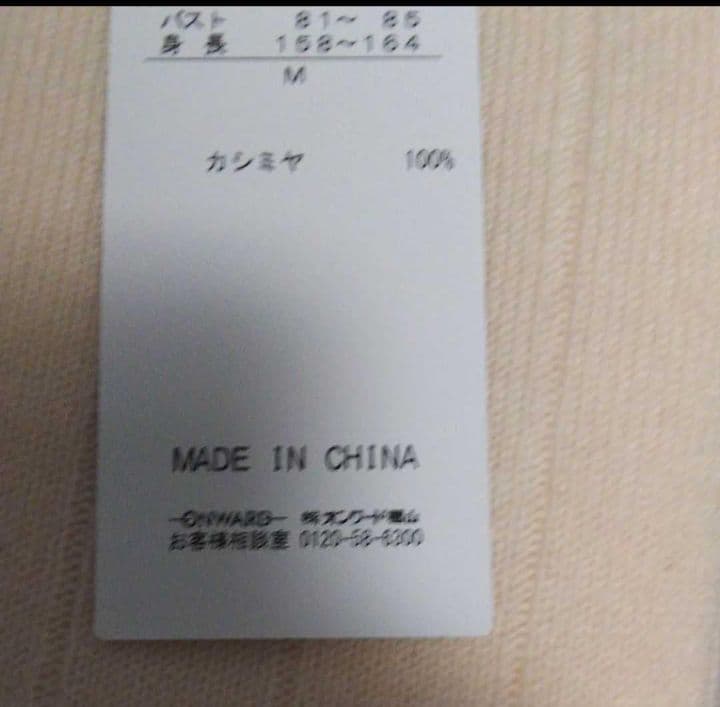 バスト 81〜 85
身 長 158〜164
M
カシミヤ 100%
MADE IN CHINA
-ONWARD- ㈱オンワード樫山
お客様相談室 0120-58-6300